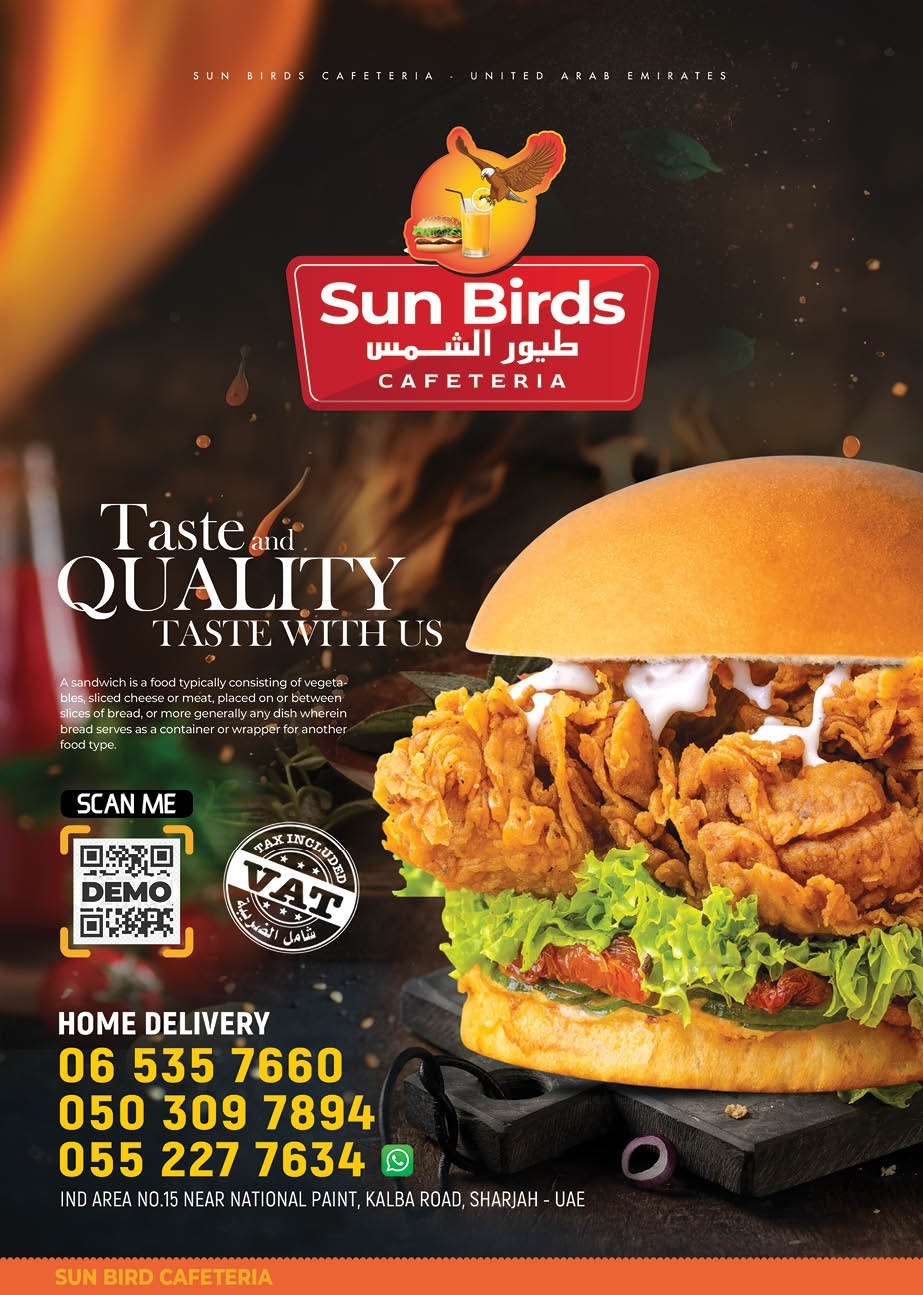 SUN BIRDS CAFETERIA - UNITED ARAB EMIRATES
Sun Birds
طيور الشمس
CAFETERIA
Taste and
QUALITY
TASTE WITH US
A sandwich is a food typically consisting of vegeta-
bles, sliced cheese or meat, placed on or between
slices of bread, or more generally any dish wherein
bread serves as a container or wrapper for another
food type.
SCAN ME
DEMO
TAX INCLUDED
VAT
شامل الضريبة
HOME DELIVERY
06 535 7660
050 309 7894
055 227 7634
IND AREA NO.15 NEAR NATIONAL PAINT, KALBA ROAD, SHARJAH - UAE
SUN BIRD CAFETERIA